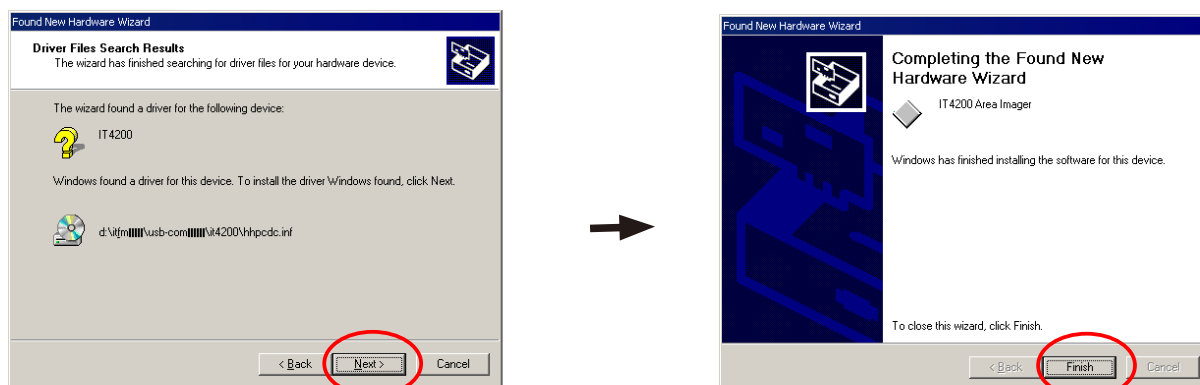 Found New Hardware Wizard
Driver Files Search Results
The wizard has finished searching for driver files for your hardware device.
The wizard found a driver for the following device:
IT4200
Windows found a driver for this device. To install the driver Windows found, click Next.
d:\itfm\usb-com\it4200\hhpcdc.inf
< Back
Next >
Cancel
Found New Hardware Wizard
Completing the Found New
Hardware Wizard
IT4200 Area Imager
Windows has finished installing the software for this device.
To close this wizard, click Finish.
< Back
Finish
Cancel